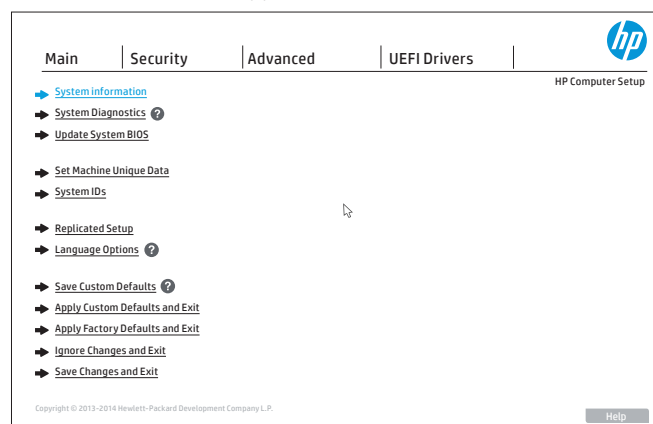 hp
Main Security Advanced UEFI Drivers
HP Computer Setup
System information
System Diagnostics ?
Update System BIOS
Set Machine Unique Data
System IDs
Replicated Setup
Language Options ?
Save Custom Defaults ?
Apply Custom Defaults and Exit
Apply Factory Defaults and Exit
Ignore Changes and Exit
Save Changes and Exit
Copyright © 2013-2014 Hewlett-Packard Development Company L.P.
Help